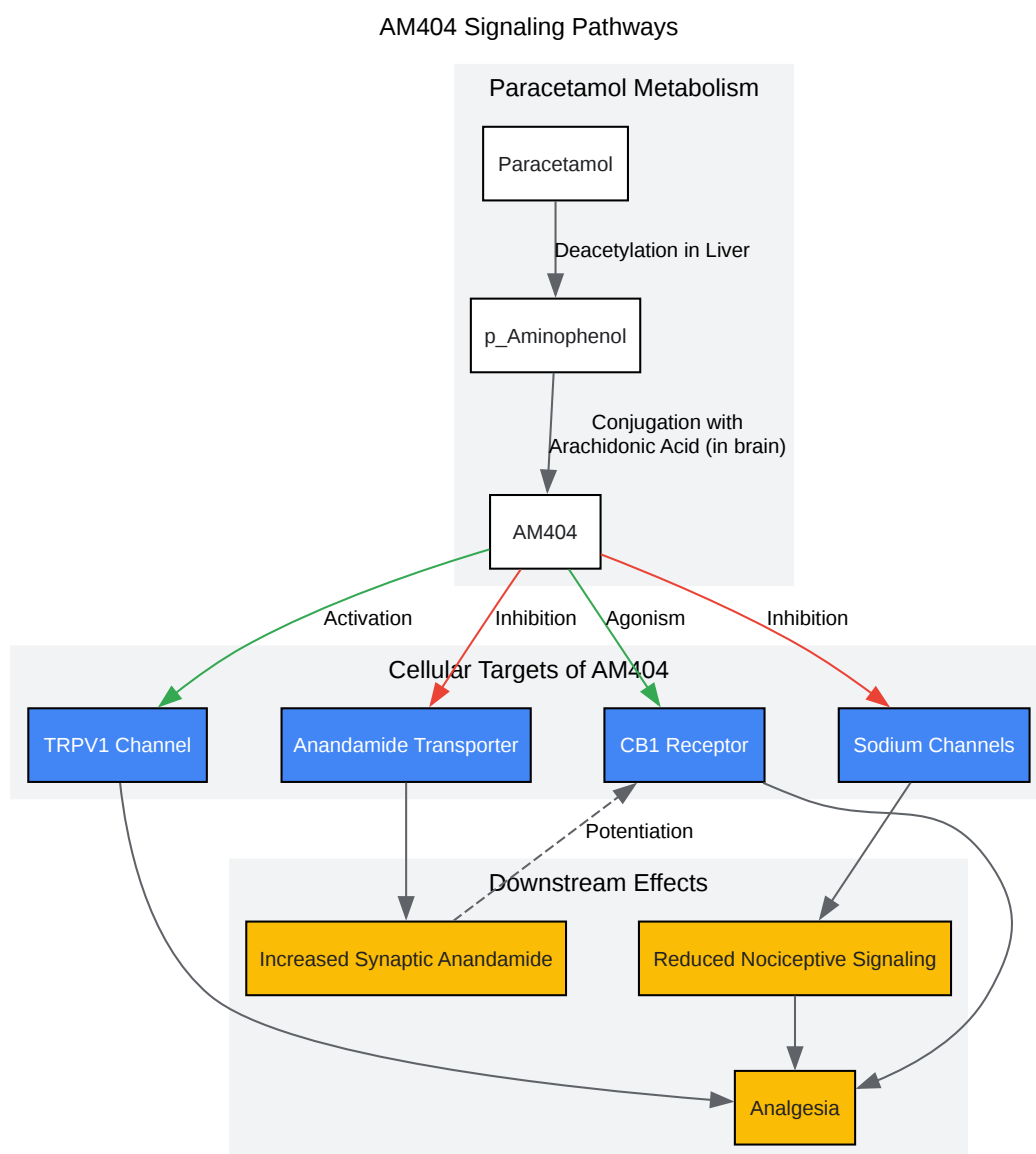 AM404 Signaling Pathways
Paracetamol Metabolism
Paracetamol
Deacetylation in Liver
p_Aminophenol
Conjugation with
Arachidonic Acid (in brain)
AM404
Activation
Inhibition
Agonism
Inhibition
Cellular Targets of AM404
TRPV1 Channel
Anandamide Transporter
CB1 Receptor
Sodium Channels
Potentiation
Downstream Effects
Increased Synaptic Anandamide
Reduced Nociceptive Signaling
Analgesia